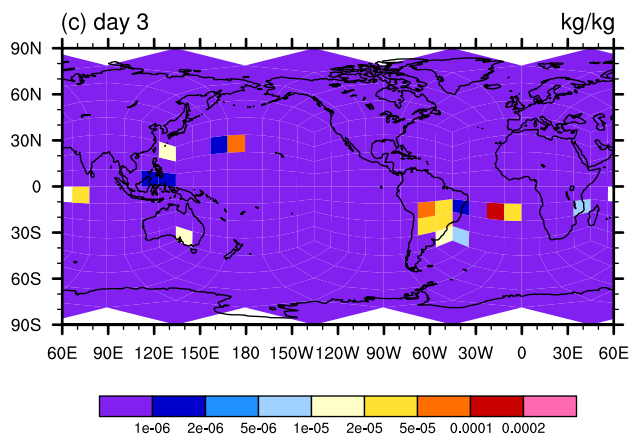 (c) day 3 kg/kg
90N
60N
30N
0
30S
60S
90S
60E 90E 120E 150E 180 150W 120W 90W 60W 30W 0 30E 60E
1e-06 2e-06 5e-06 1e-05 2e-05 5e-05 0.0001 0.0002